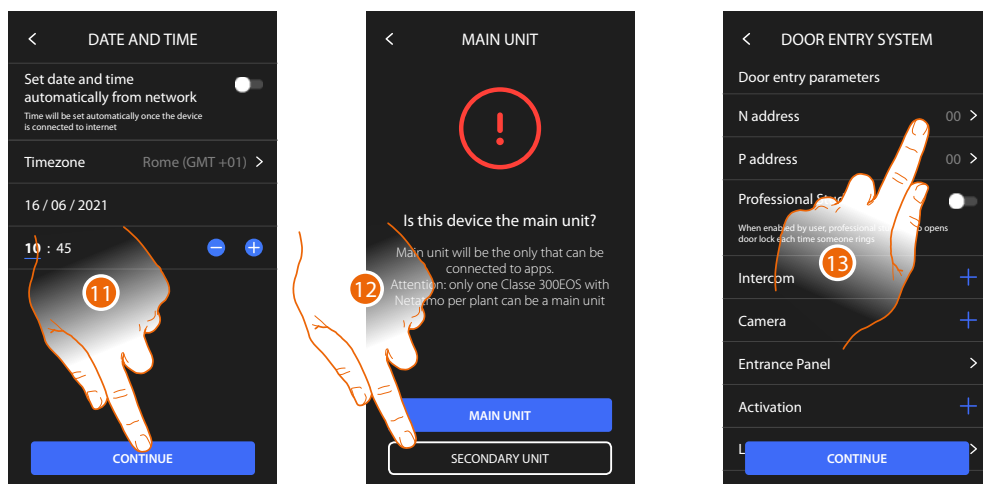 DATE AND TIME
Set date and time
automatically from network
Time will be set automatically once the device
is connected to internet
Timezone Rome (GMT +01)
16 / 06 / 2021
10 : 45
11
CONTINUE
MAIN UNIT
Is this device the main unit?
Main unit will be the only that can be
connected to apps.
Attention: only one Classe 300EOS with
Netatmo per plant can be a main unit
12
MAIN UNIT
SECONDARY UNIT
DOOR ENTRY SYSTEM
Door entry parameters
N address 00
P address 00
Professional
When enabled by user, professional opens
door lock each time someone rings
13
Intercom
Camera
Entrance Panel
Activation
L
CONTINUE